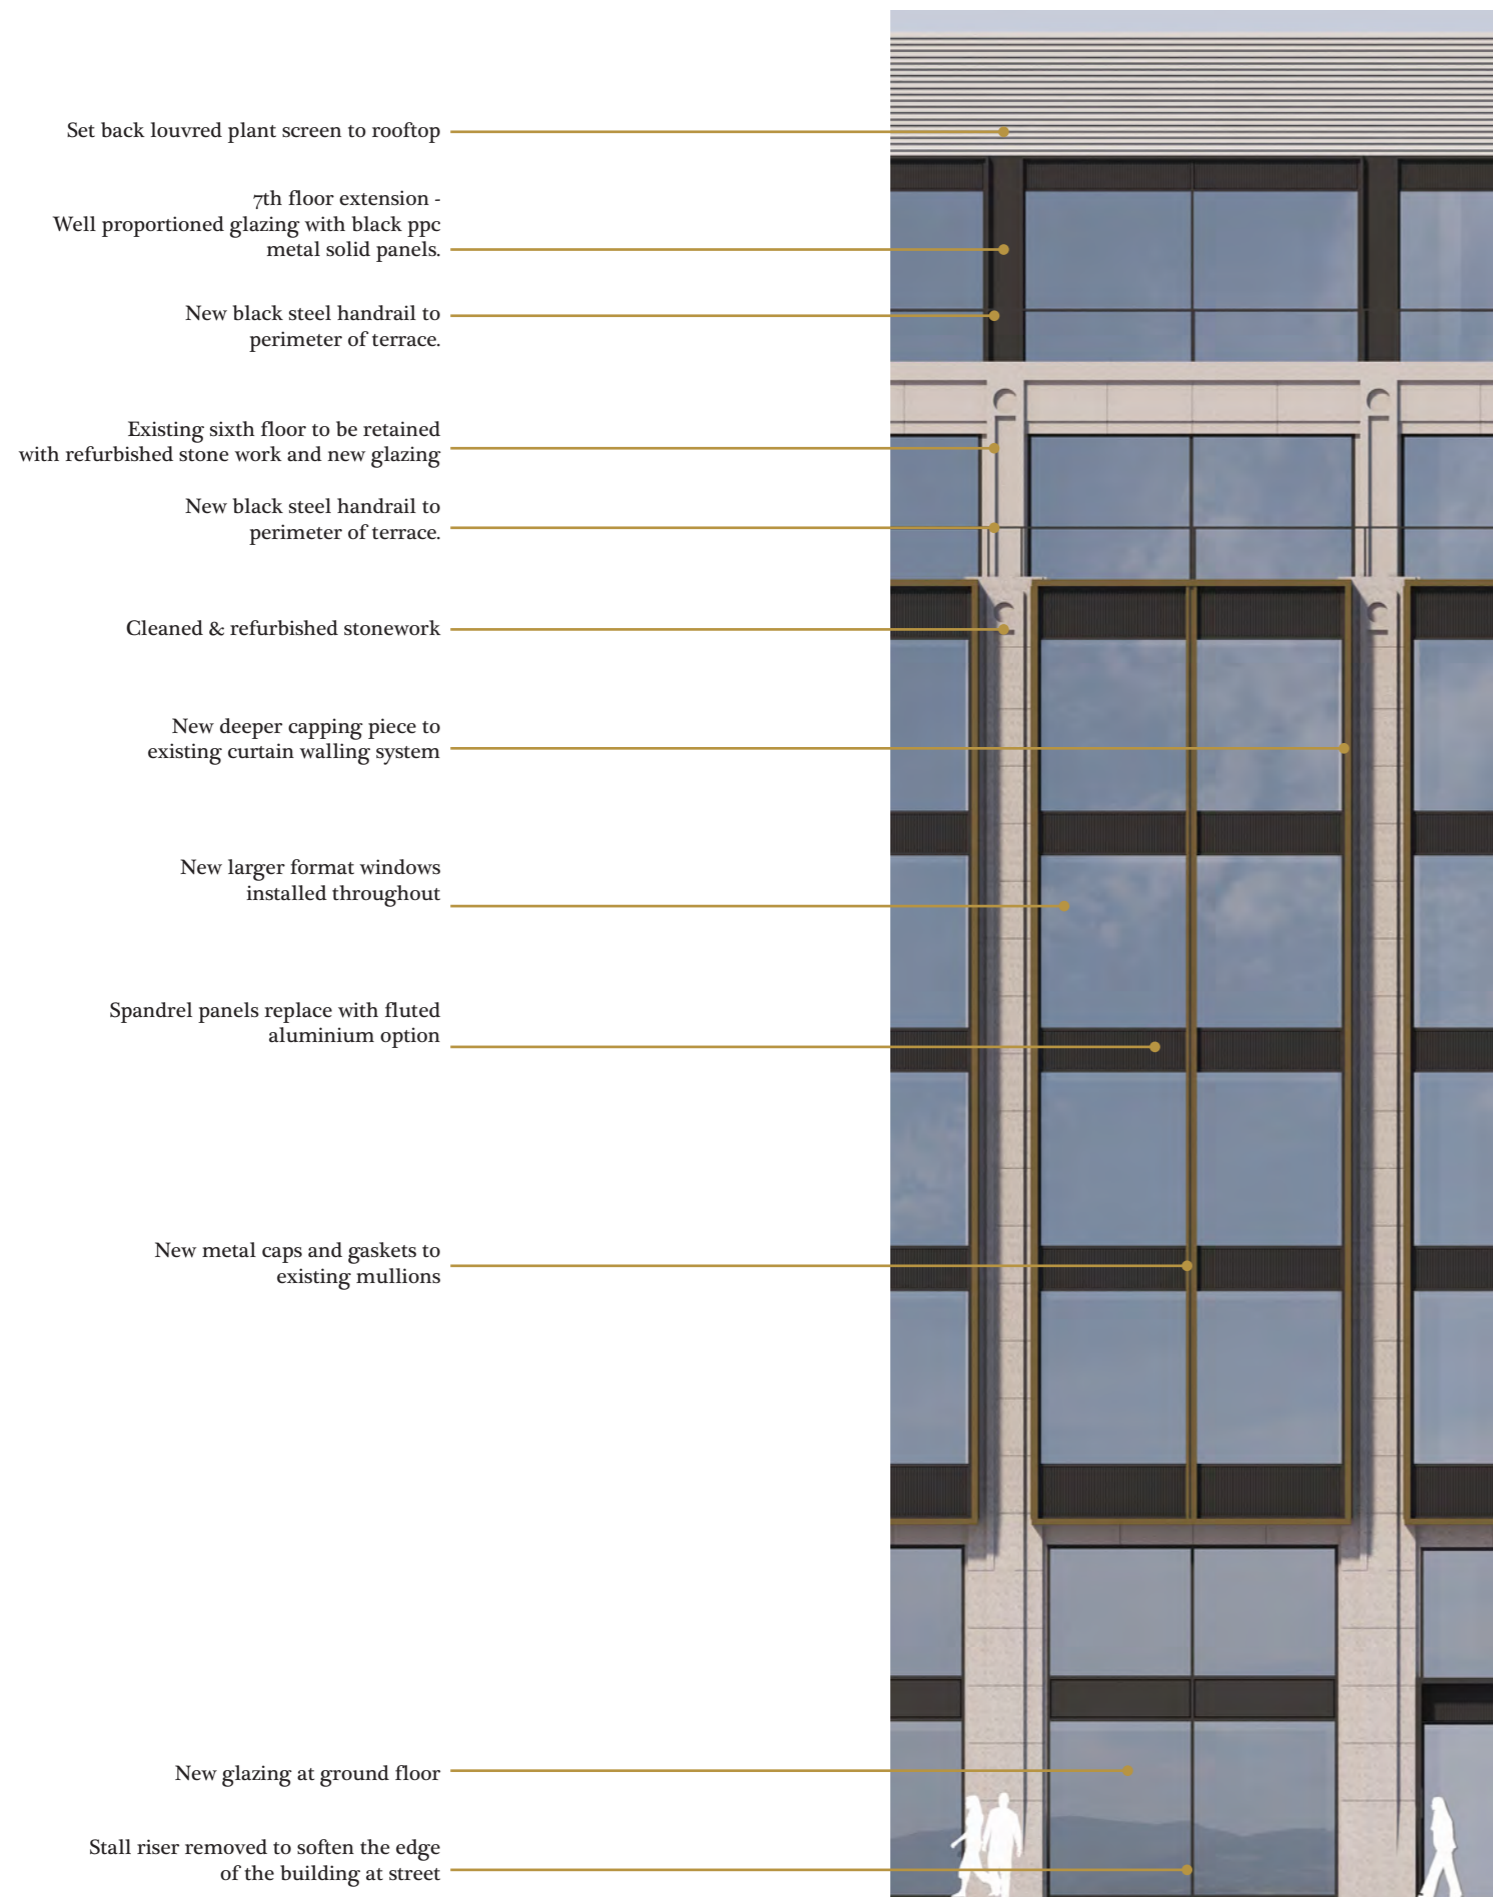 Set back louvred plant screen to rooftop
7th floor extension -
Well proportioned glazing with black ppc
metal solid panels.
New black steel handrail to
perimeter of terrace.
Existing sixth floor to be retained
with refurbished stone work and new glazing
New black steel handrail to
perimeter of terrace.
Cleaned & refurbished stonework
New deeper capping piece to
existing curtain walling system
New larger format windows
installed throughout
Spandrel panels replace with fluted
aluminium option
New metal caps and gaskets to
existing mullions
New glazing at ground floor
Stall riser removed to soften the edge
of the building at street